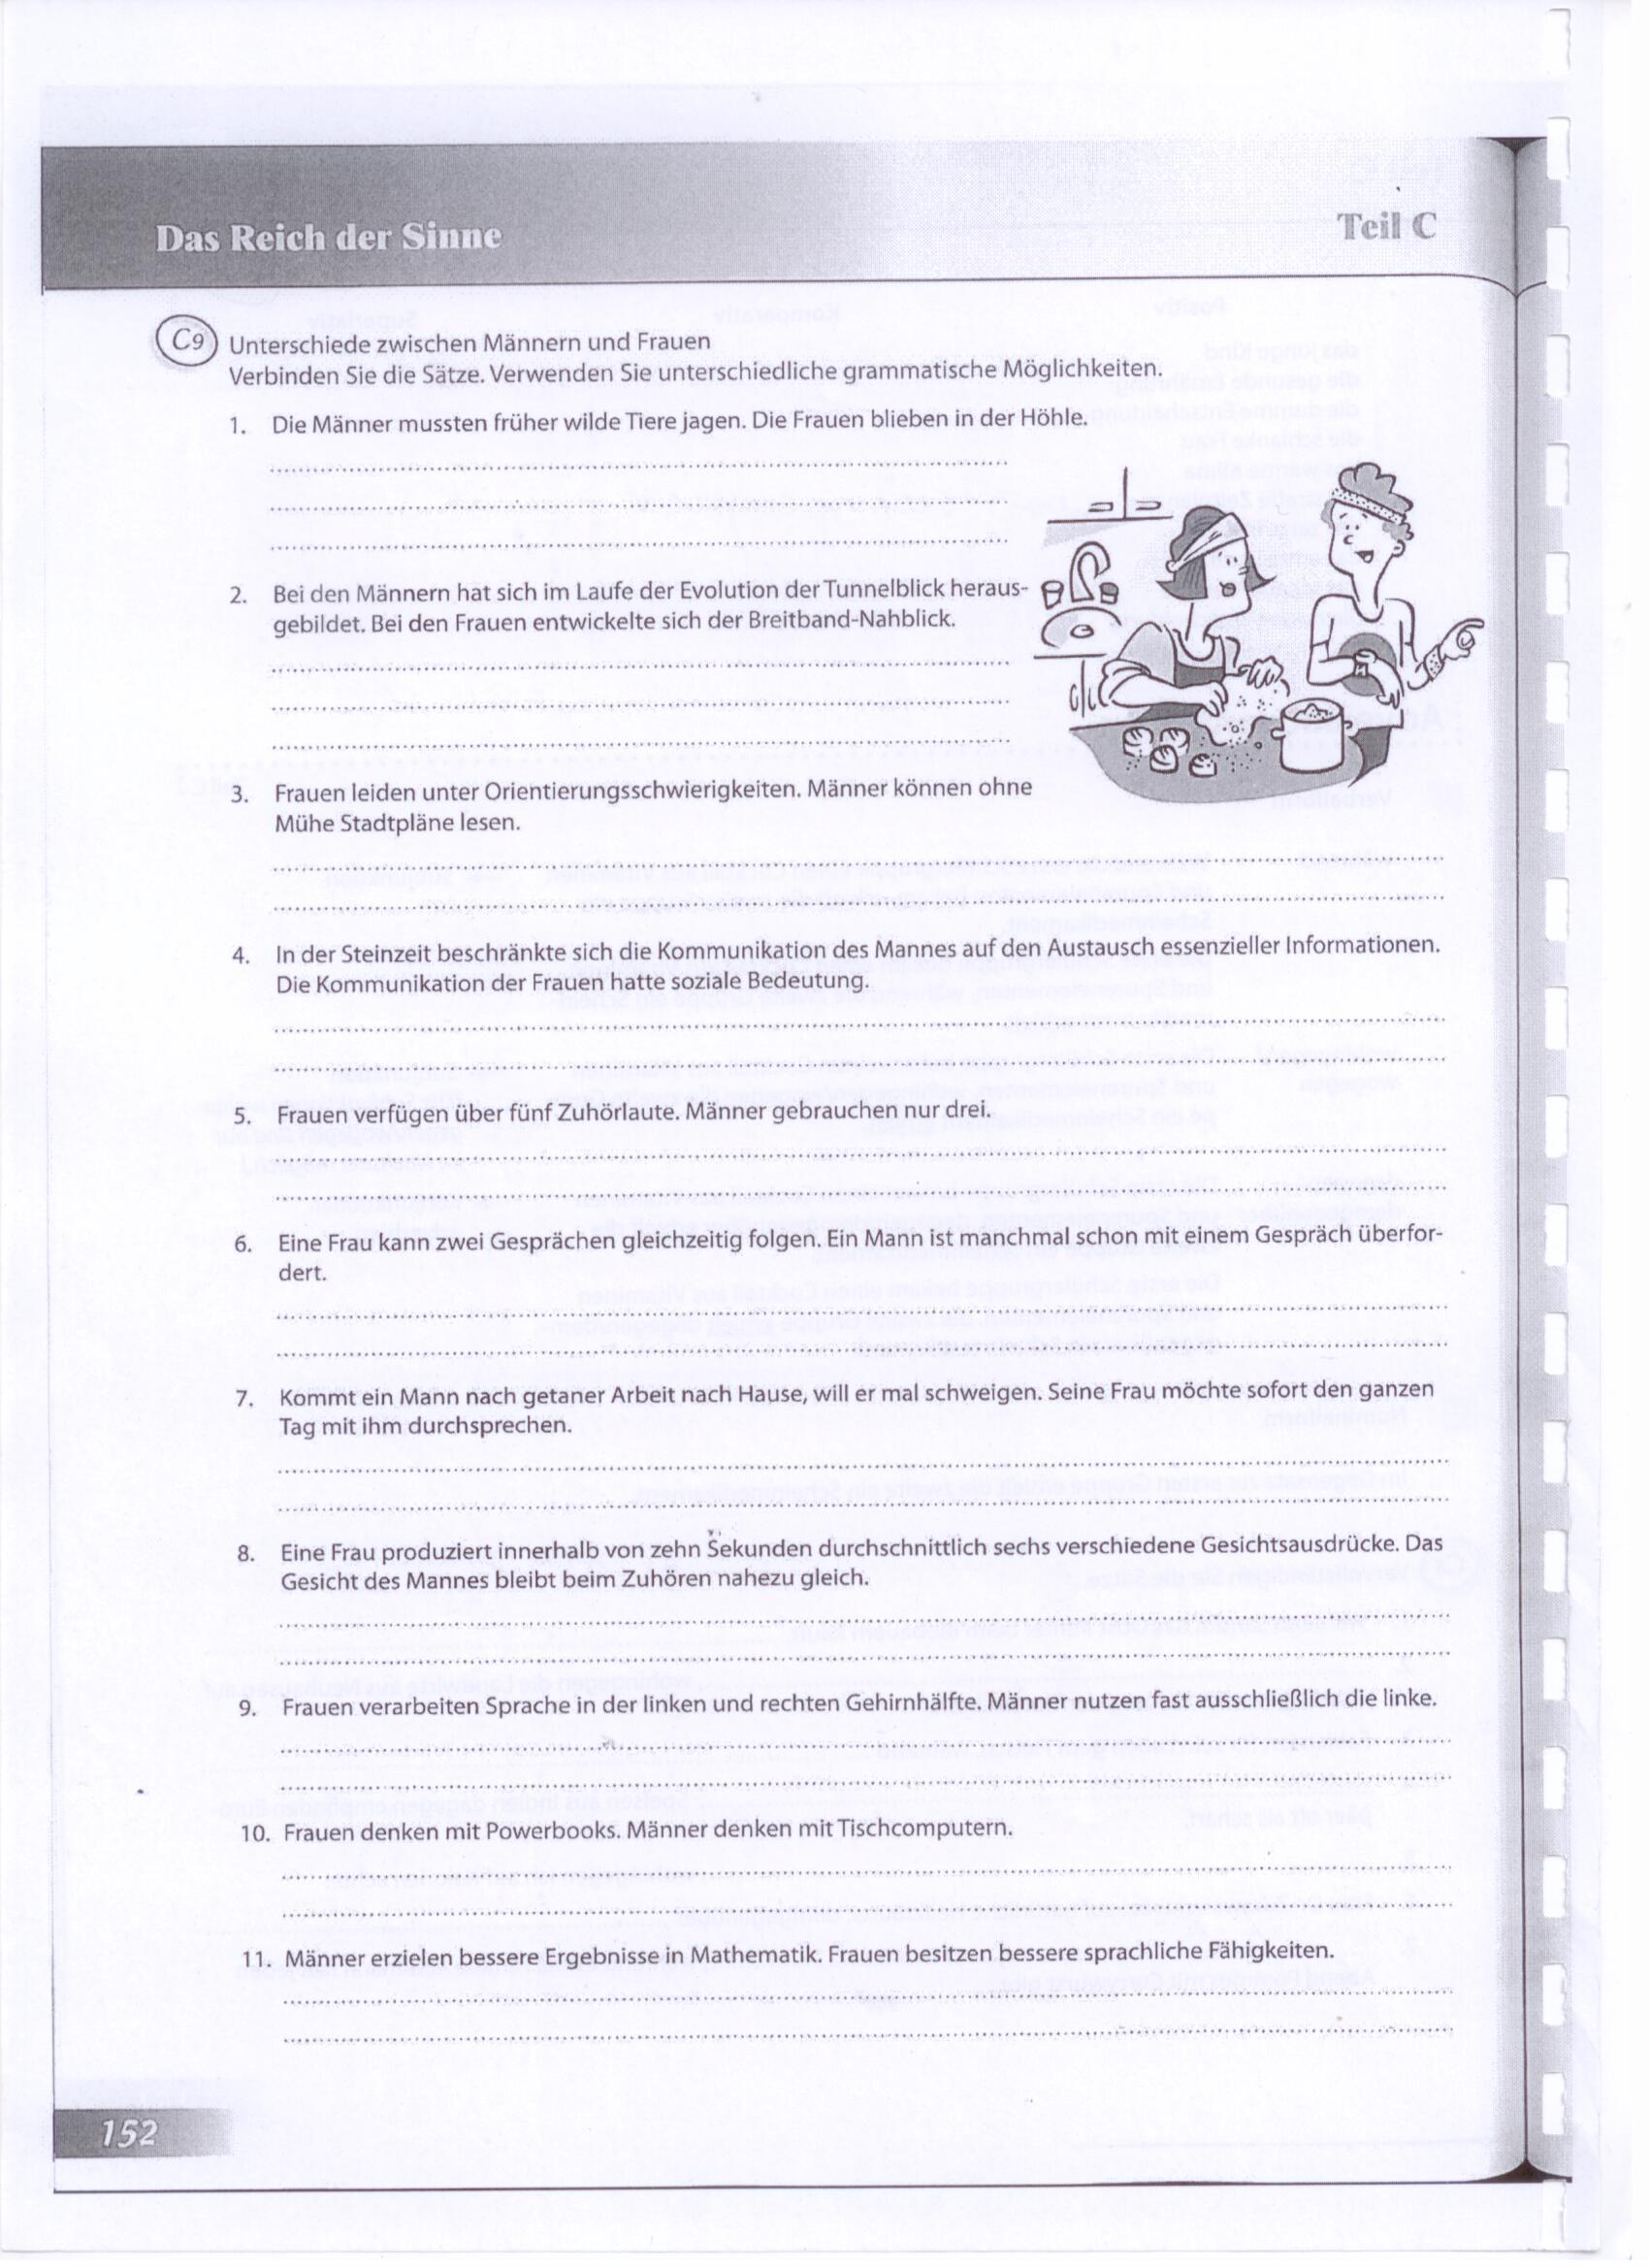 Das Reich der Sinne
Teil C
C9
Unterschiede zwischen Männern und Frauen
Verbinden Sie die Sätze. Verwenden Sie unterschiedliche grammatische Möglichkeiten.
1. Die Männer mussten früher wilde Tiere jagen. Die Frauen blieben in der Höhle.
2. Bei den Männern hat sich im Laufe der Evolution der Tunnelblick heraus-
gebildet. Bei den Frauen entwickelte sich der Breitband-Nahblick.
3. Frauen leiden unter Orientierungsschwierigkeiten. Männer können ohne
Mühe Stadtpläne lesen.
4. In der Steinzeit beschränkte sich die Kommunikation des Mannes auf den Austausch essenzieller Informationen.
Die Kommunikation der Frauen hatte soziale Bedeutung.
5. Frauen verfügen über fünf Zuhörlaute. Männer gebrauchen nur drei.
6. Eine Frau kann zwei Gesprächen gleichzeitig folgen. Ein Mann ist manchmal schon mit einem Gespräch überfor-
dert.
7. Kommt ein Mann nach getaner Arbeit nach Hause, will er mal schweigen. Seine Frau möchte sofort den ganzen
Tag mit ihm durchsprechen.
8. Eine Frau produziert innerhalb von zehn Sekunden durchschnittlich sechs verschiedene Gesichtsausdrücke. Das
Gesicht des Mannes bleibt beim Zuhören nahezu gleich.
9. Frauen verarbeiten Sprache in der linken und rechten Gehirnhälfte. Männer nutzen fast ausschließlich die linke.
10. Frauen denken mit Powerbooks. Männer denken mit Tischcomputern.
11. Männer erzielen bessere Ergebnisse in Mathematik. Frauen besitzen bessere sprachliche Fähigkeiten.
152